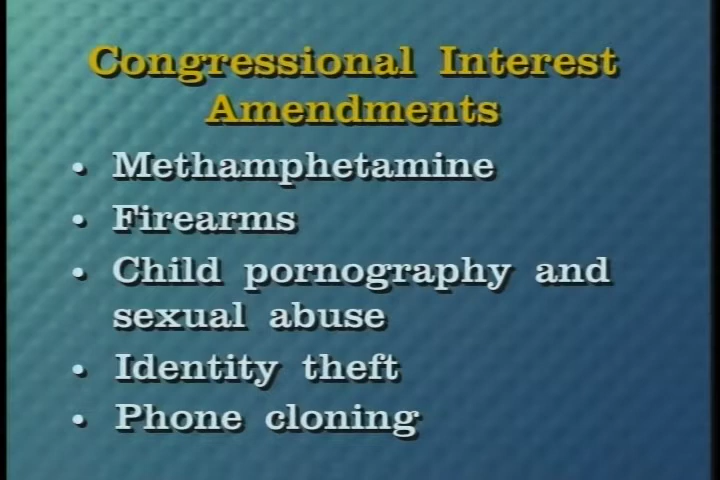 Congressional Interest
Amendments
• Methamphetamine
• Firearms
• Child pornography and
sexual abuse
• Identity theft
• Phone cloning